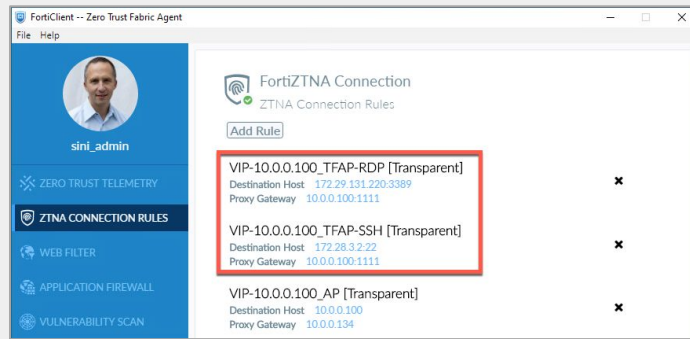 FortiClient -- Zero Trust Fabric Agent
File Help
sini_admin
ZERO TRUST TELEMETRY
ZTNA CONNECTION RULES
WEB FILTER
APPLICATION FIREWALL
VULNERABILITY SCAN
FortiZTNA Connection
ZTNA Connection Rules
Add Rule
VIP-10.0.0.100_TFAP-RDP [Transparent]
Destination Host 172.29.131.220:3389
Proxy Gateway 10.0.0.100:1111
VIP-10.0.0.100_TFAP-SSH [Transparent]
Destination Host 172.28.3.2:22
Proxy Gateway 10.0.0.100:1111
VIP-10.0.0.100_AP [Transparent]
Destination Host 10.0.0.100
Proxy Gateway 10.0.0.134